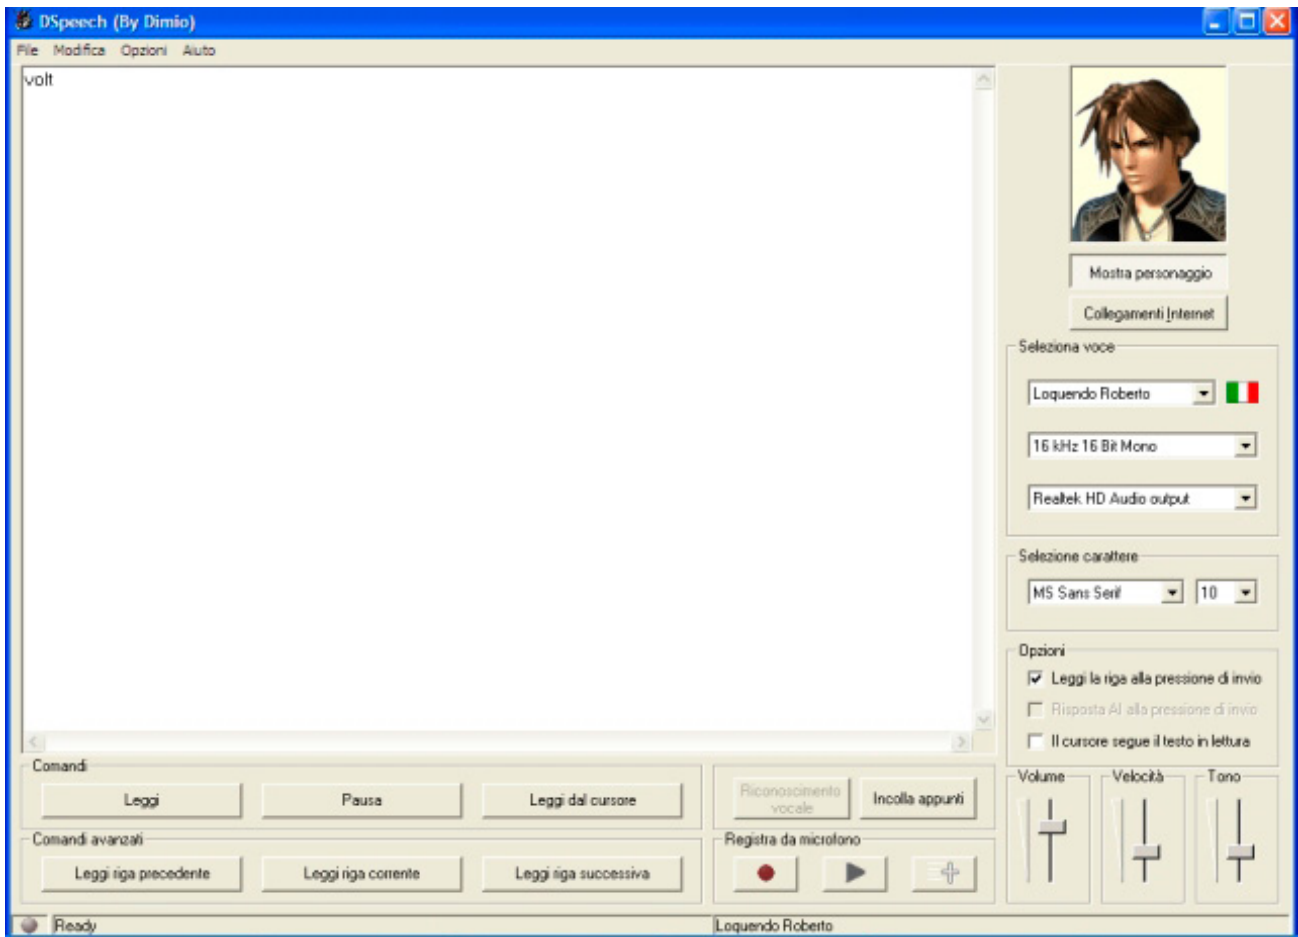 DSpeech (By Dimio)
File Modifica Opzioni Aiuto
volt
Mostra personaggio
Collegamenti Internet
Seleziona voce
Loquendo Roberto
16 kHz 16 Bit Mono
Realtek HD Audio output
Selezione carattere
MS Sans Serif 10
Opzioni
Leggi la riga alla pressione di invio
Risposta AI alla pressione di invio
Il cursore segue il testo in lettura
Comandi
Leggi Pausa Leggi dal cursore
Riconoscimento
vocale
Incolla appunti
Volume Velocità Tono
Comandi avanzati
Leggi riga precedente Leggi riga corrente Leggi riga successiva
Registra da microfono
Ready Loquendo Roberto